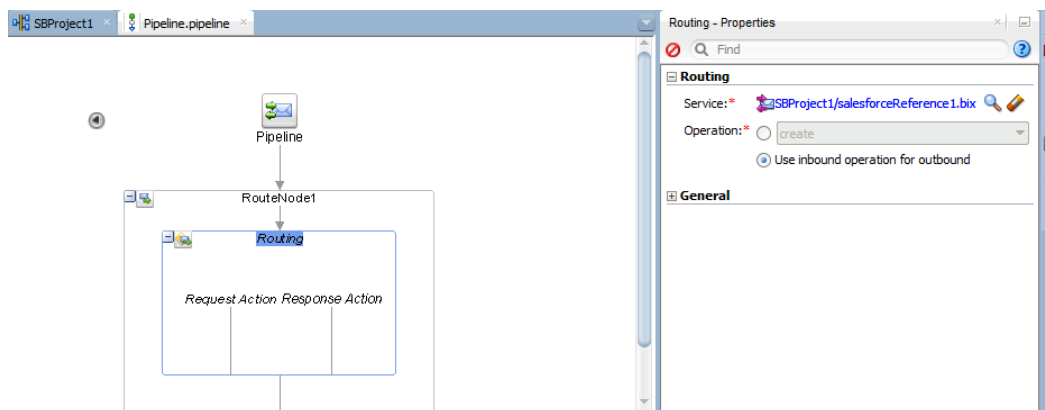 SBProject1
Pipeline.pipeline
Pipeline
RouteNode1
Routing
Request Action Response Action
Routing - Properties
Find
Routing
Service:* SBProject1/salesforceReference1.bix
Operation:* create
Use inbound operation for outbound
General